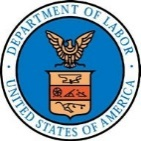 DEPARTMENT OF LABOR
UNITED STATES OF AMERICA